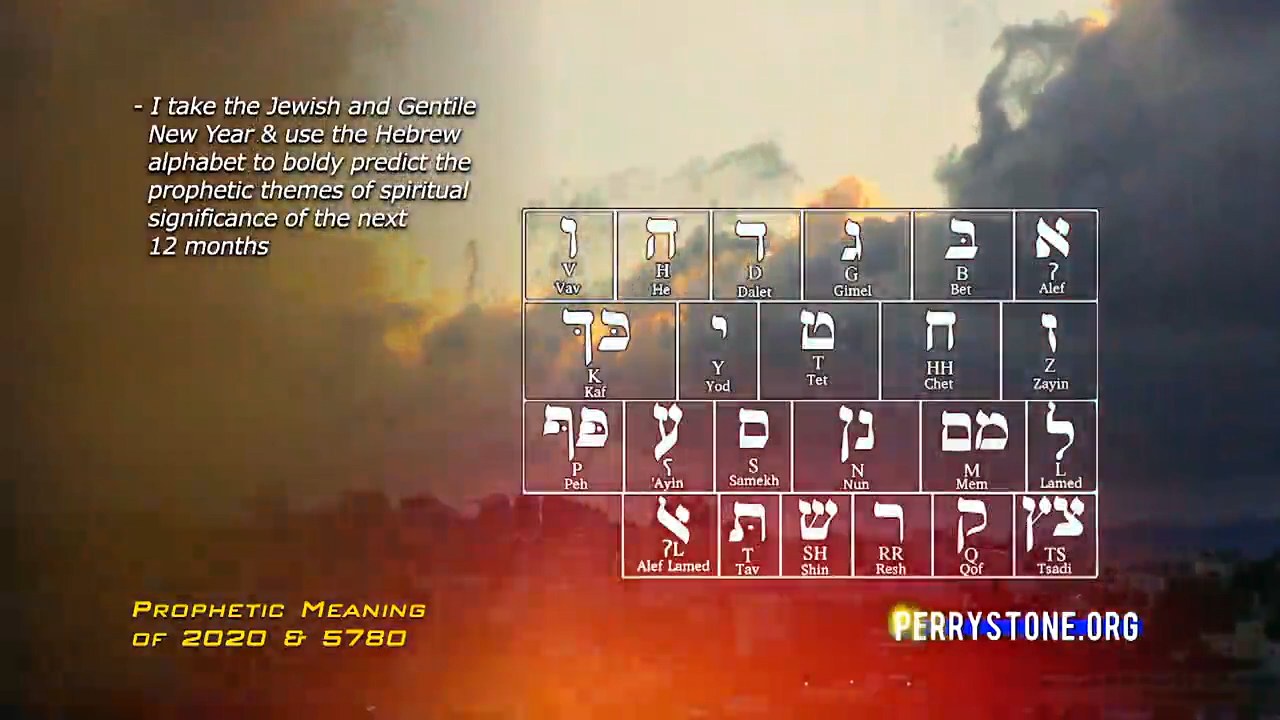 - I take the Jewish and Gentile
New Year & use the Hebrew
alphabet to boldy predict the
prophetic themes of spiritual
significance of the next
12 months
ו ה ד ג בּ א
V H D G B ʔ
Vav He Dalet Gimel Bet Alef
כּך י ט ח ז
K Y T HH Z
Kaf Yod Tet Chet Zayin
פּף ע ס נן מם ל
P ʕ S N M L
Peh 'Ayin Samekh Nun Mem Lamed
ﭏ תּ ש ר ק צץ
ʔL T SH RR Q TS
Alef Lamed Tav Shin Resh Qof Tsadi
PROPHETIC MEANING
OF 2020 & 5780
PERRYSTONE.ORG